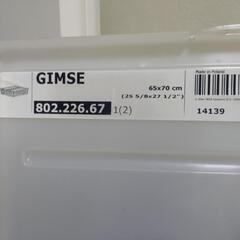 GIMSE
65x70 cm
(25 5/8x27 1/2")
802.226.67 1(2)
Made in Poland
14139